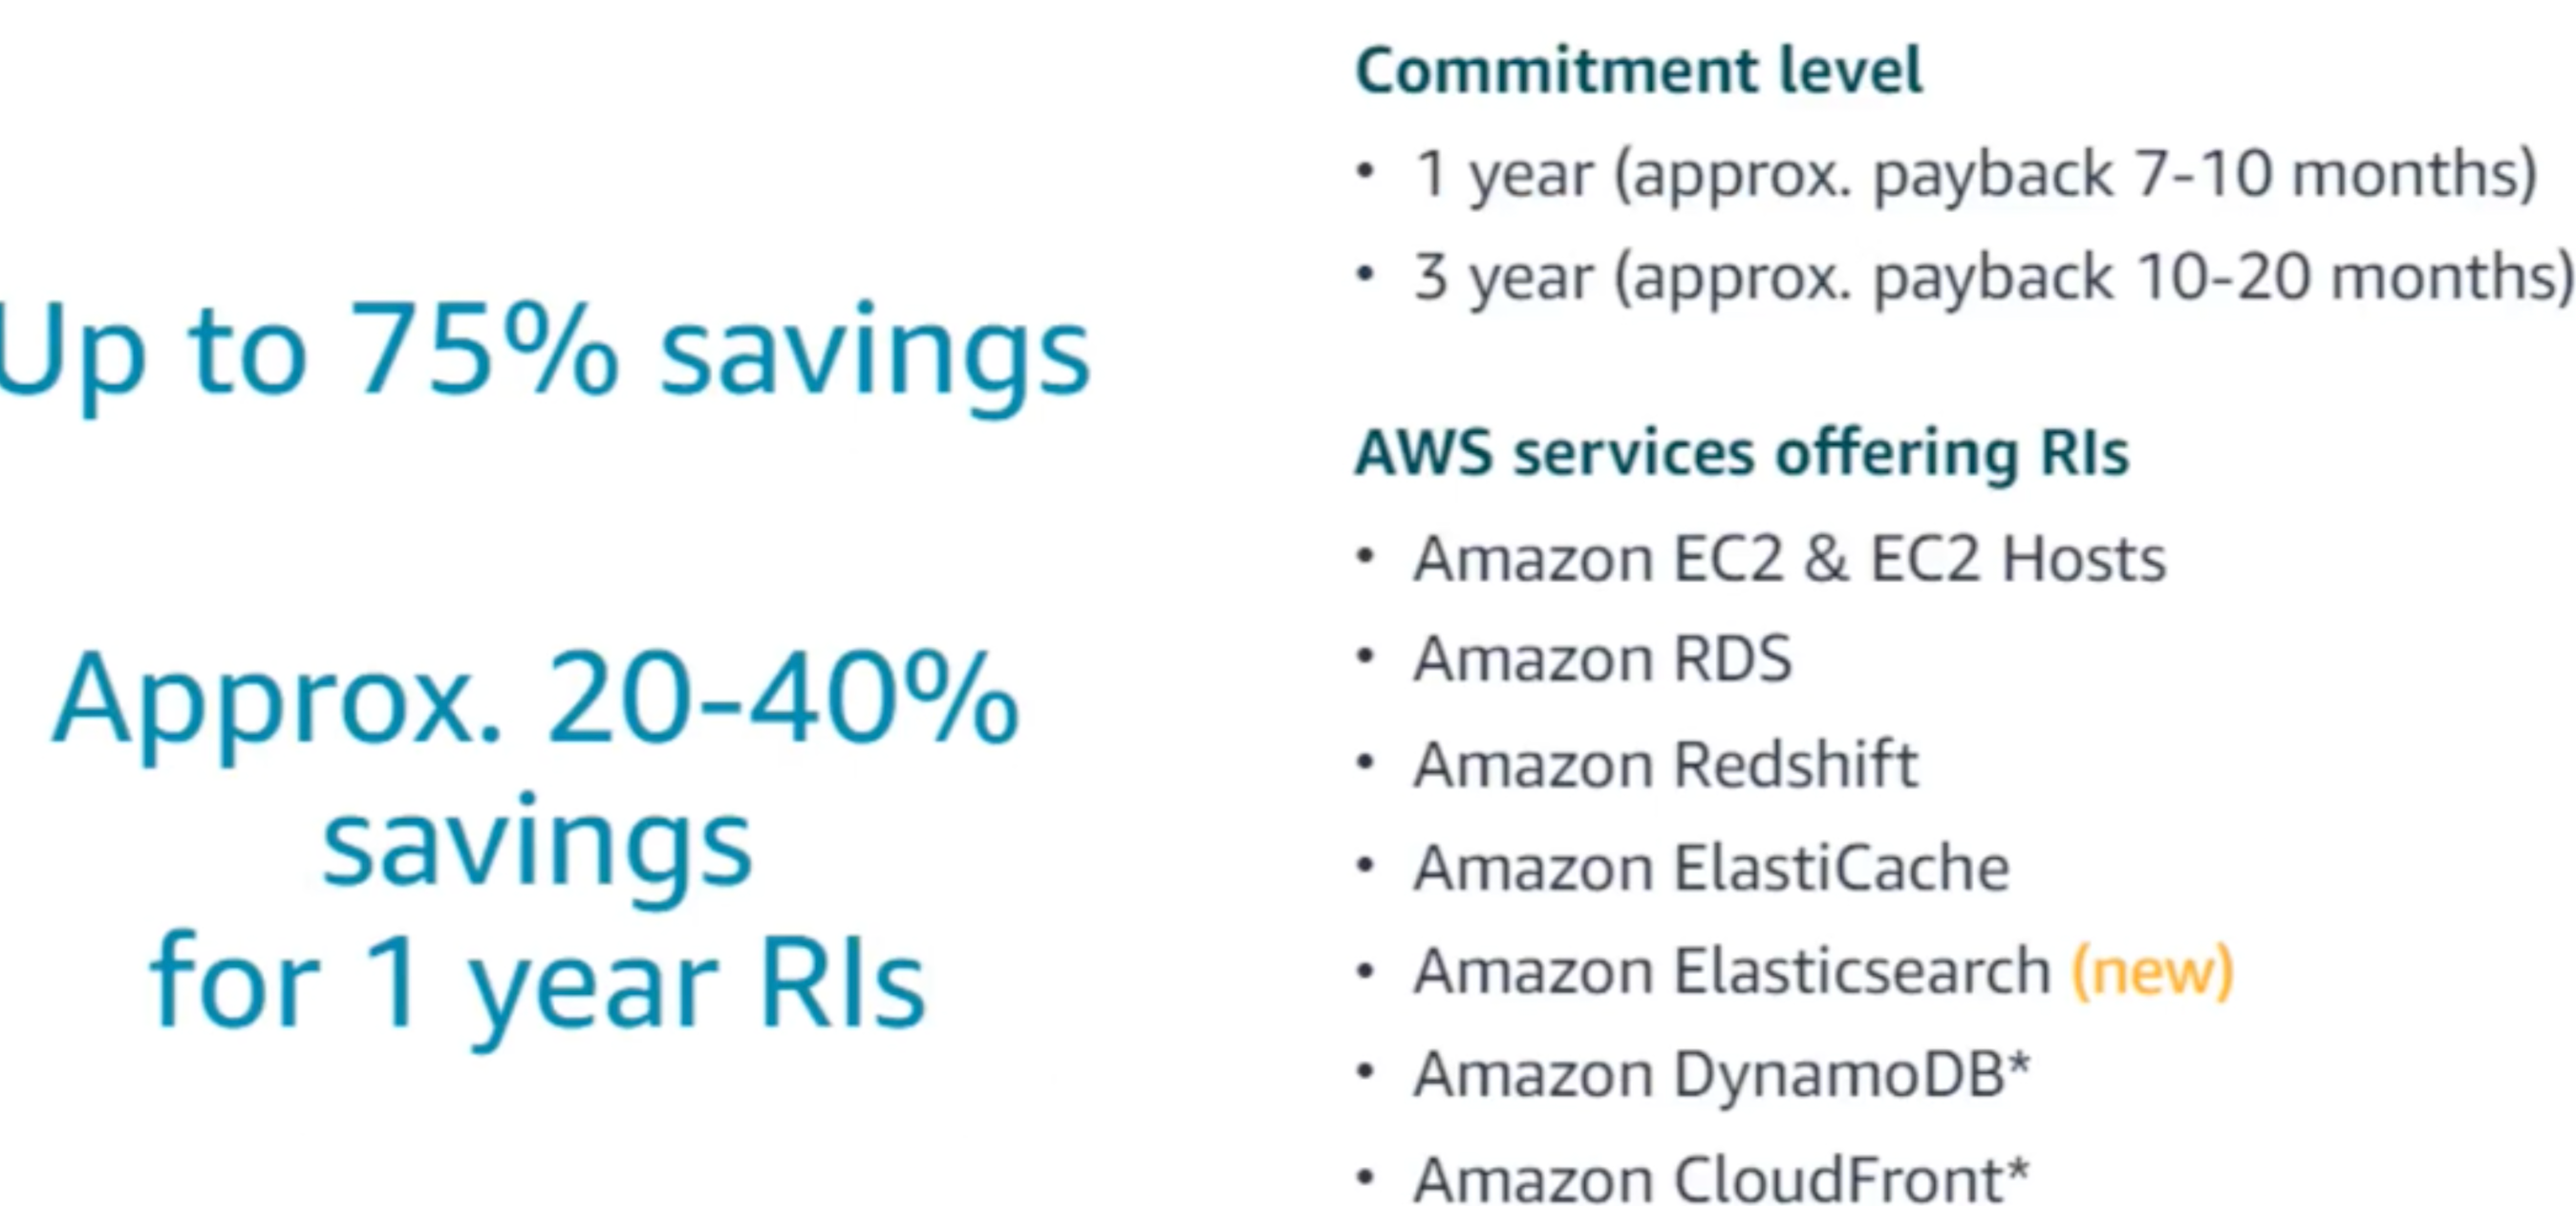 Up to 75% savings
Approx. 20-40%
savings
for 1 year RIs
Commitment level
• 1 year (approx. payback 7-10 months)
• 3 year (approx. payback 10-20 months)
AWS services offering RIs
• Amazon EC2 & EC2 Hosts
• Amazon RDS
• Amazon Redshift
• Amazon ElastiCache
• Amazon Elasticsearch (new)
• Amazon DynamoDB*
• Amazon CloudFront*